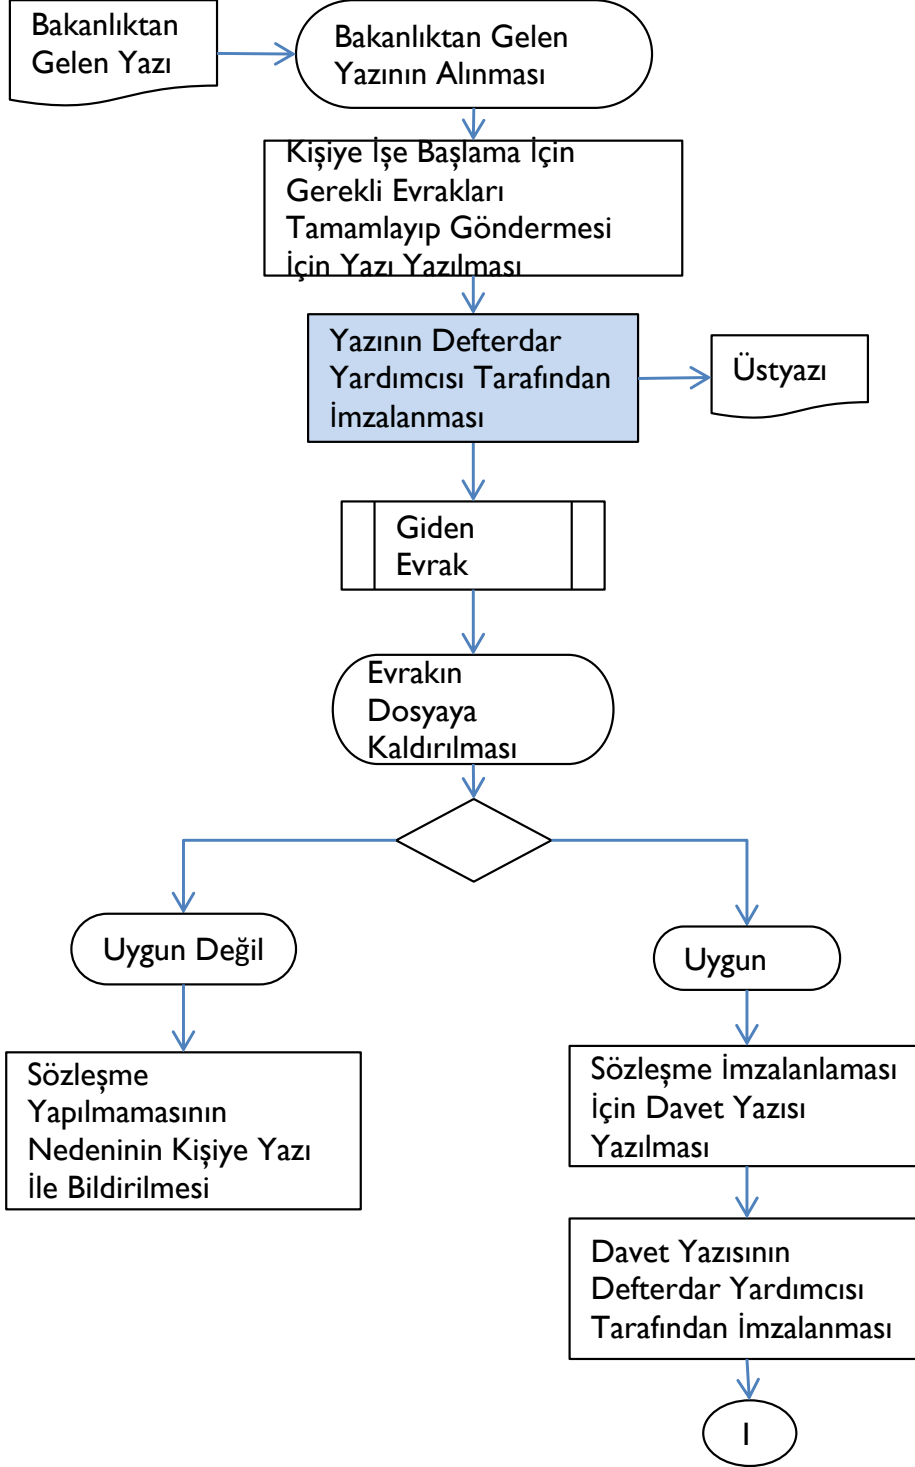 Bakanlıktan
Gelen Yazı
Bakanlıktan Gelen
Yazının Alınması
Kişiye İşe Başlama İçin
Gerekli Evrakları
Tamamlayıp Göndermesi
İçin Yazı Yazılması
Yazının Defterdar
Yardımcısı Tarafından
İmzalanması
Üstyazı
Giden
Evrak
Evrakın
Dosyaya
Kaldırılması
Uygun Değil
Uygun
Sözleşme
Yapılmamasının
Nedeninin Kişiye Yazı
İle Bildirilmesi
Sözleşme İmzalanlaması
İçin Davet Yazısı
Yazılması
Davet Yazısının
Defterdar Yardımcısı
Tarafından İmzalanması
I